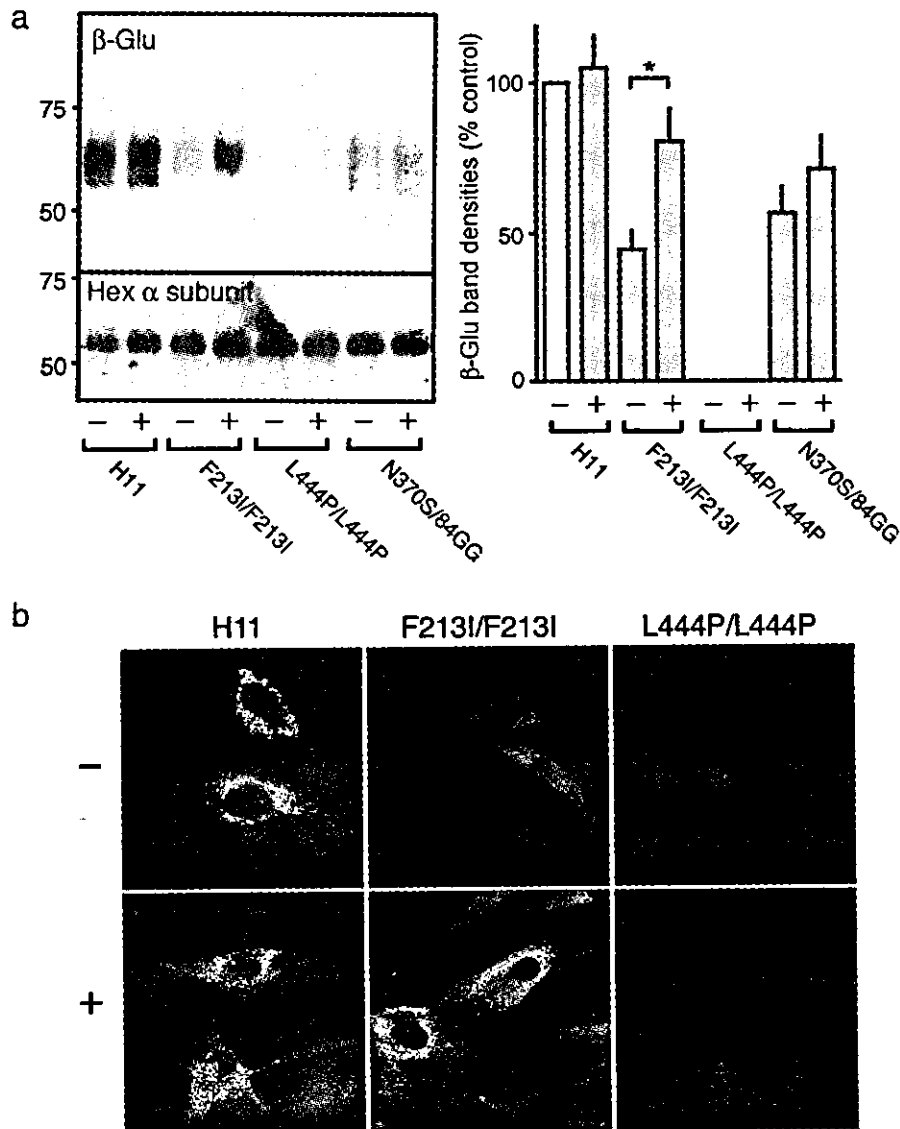 a
β-Glu
75
50
Hex α subunit
75
50
− + − + − + − +
H11
F213I/F213I
L444P/L444P
N370S/84GG
β-Glu band densities (% control)
100
50
0
*
− + − + − + − +
H11
F213I/F213I
L444P/L444P
N370S/84GG
b
H11 F213I/F213I L444P/L444P
−
+